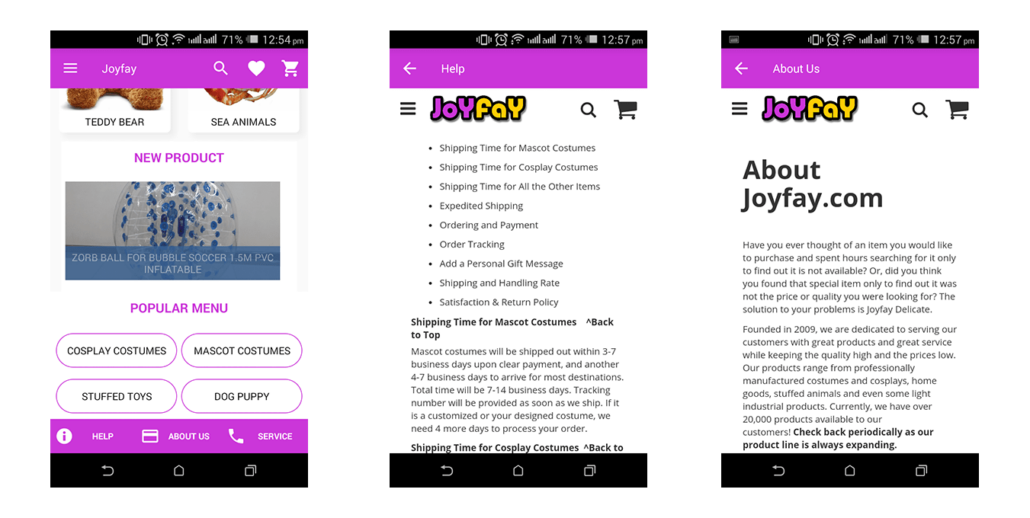 71% 12:54 pm
Joyfay
TEDDY BEAR
SEA ANIMALS
NEW PRODUCT
ZORB BALL FOR BUBBLE SOCCER 1.5M PVC
INFLATABLE
POPULAR MENU
COSPLAY COSTUMES
MASCOT COSTUMES
STUFFED TOYS
DOG PUPPY
HELP
ABOUT US
SERVICE
71% 12:57 pm
Help
JOYFAY
• Shipping Time for Mascot Costumes
• Shipping Time for Cosplay Costumes
• Shipping Time for All the Other Items
• Expedited Shipping
• Ordering and Payment
• Order Tracking
• Add a Personal Gift Message
• Shipping and Handling Rate
• Satisfaction & Return Policy
Shipping Time for Mascot Costumes ^Back
to Top
Mascot costumes will be shipped out within 3-7
business days upon clear payment, and another
4-7 business days to arrive for most destinations.
Total time will be 7-14 business days. Tracking
number will be provided as soon as we ship. If it
is a customized or your designed costume, we
need 4 more days to process your order.
Shipping Time for Cosplay Costumes ^Back to
71% 12:57 pm
About Us
JOYFAY
About
Joyfay.com
Have you ever thought of an item you would like
to purchase and spent hours searching for it only
to find out it is not available? Or, did you think
you found that special item only to find out it was
not the price or quality you were looking for? The
solution to your problems is Joyfay Delicate.
Founded in 2009, we are dedicated to serving our
customers with great products and great service
while keeping the quality high and the prices low.
Our products range from professionally
manufactured costumes and cosplays, home
goods, stuffed animals and even some light
industrial products. Currently, we have over
20,000 products available to our
customers! Check back periodically as our
product line is always expanding.